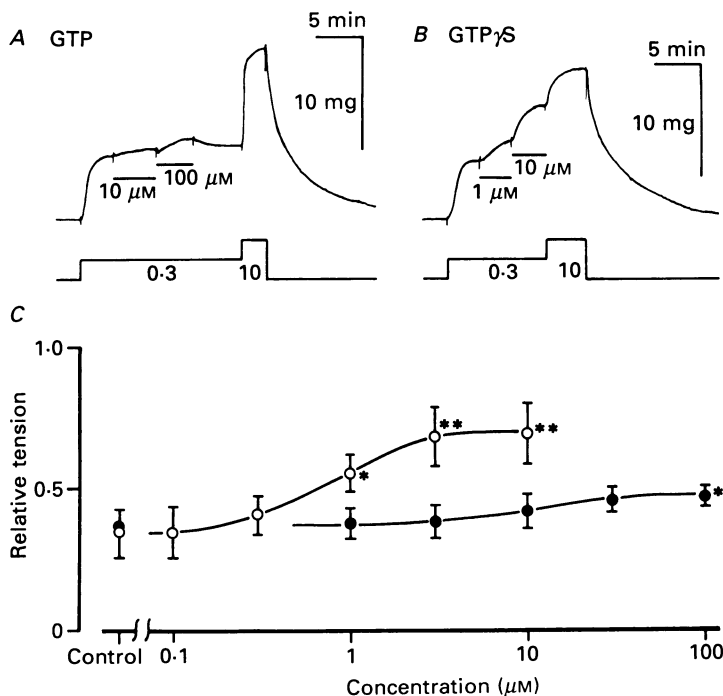 A GTP
5 min
10 mg
10 μM
100 μM
0·3
10
B GTPγS
5 min
10 mg
1 μM
10 μM
0·3
10
C
1·0
0·5
0
Relative tension
*
**
**
*
Control
0·1
1
10
100
Concentration (μM)